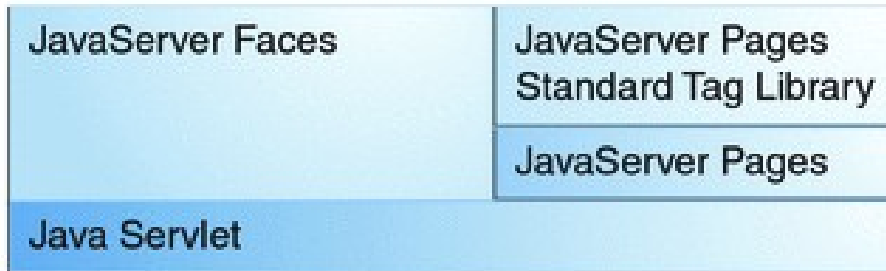 JavaServer Faces
JavaServer Pages
Standard Tag Library
JavaServer Pages
Java Servlet